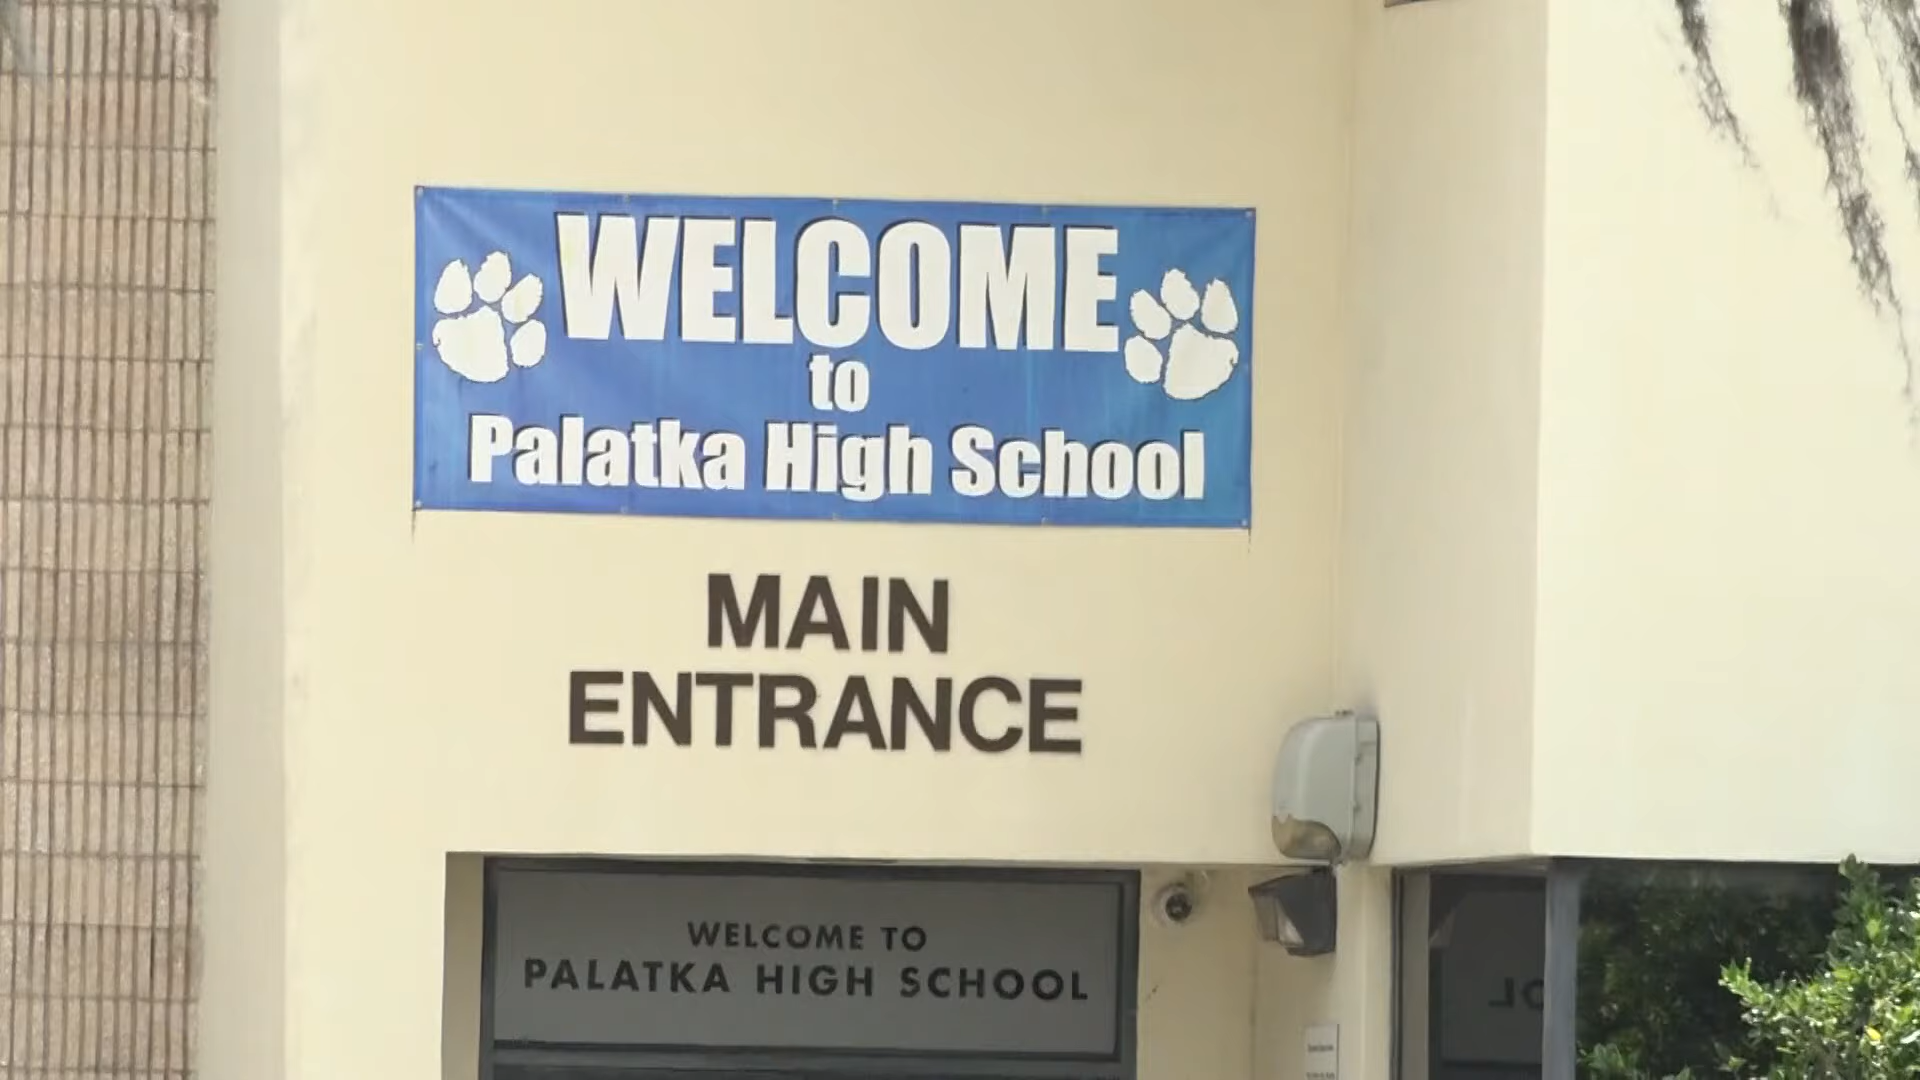 WELCOME
to
Palatka High School
MAIN
ENTRANCE
WELCOME TO
PALATKA HIGH SCHOOL